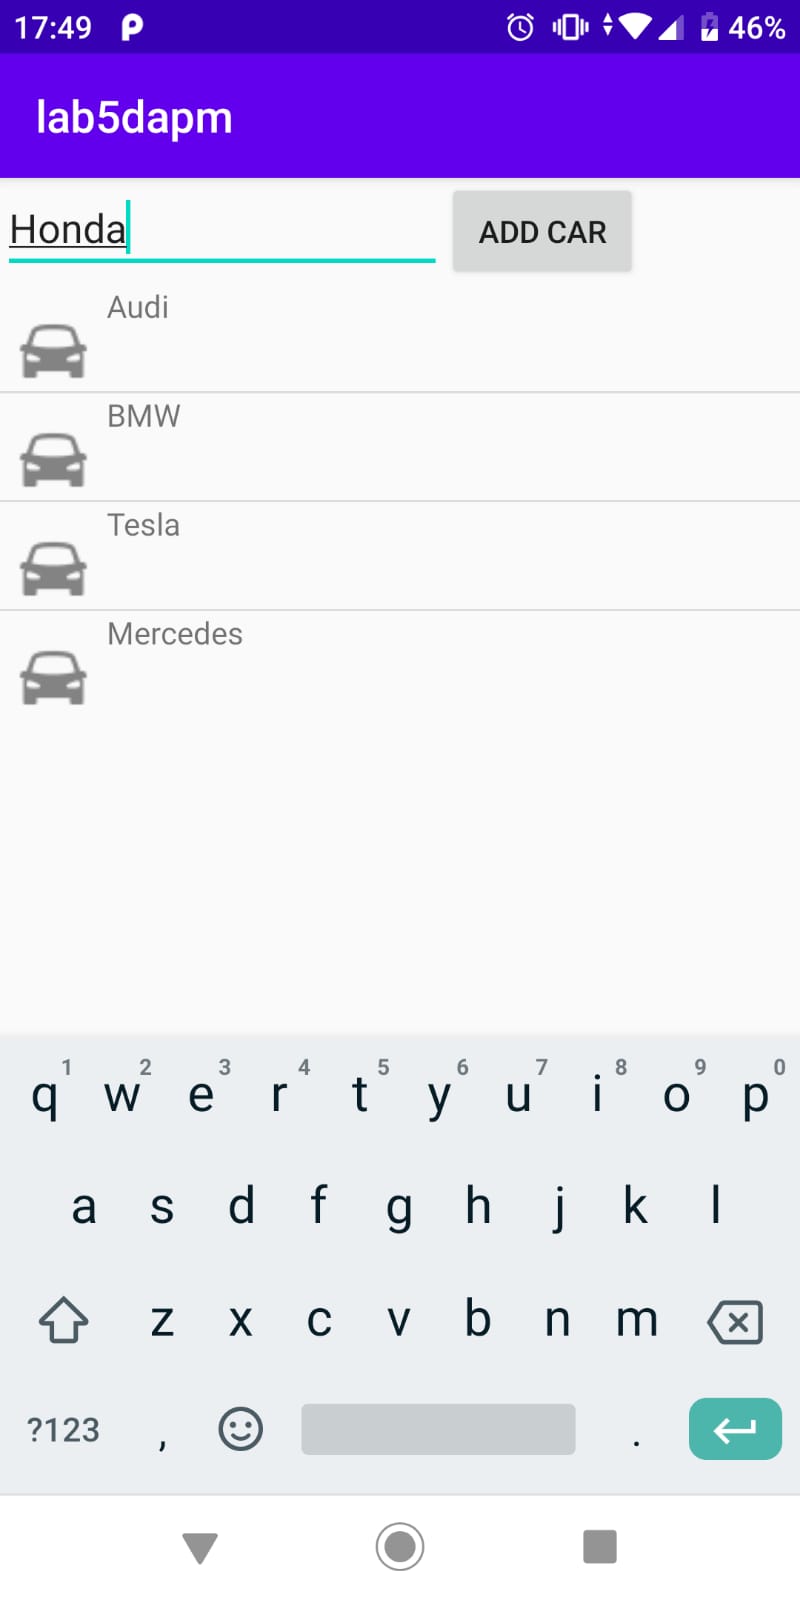 17:49 46%
lab5dapm
Honda ADD CAR
Audi
BMW
Tesla
Mercedes
1 2 3 4 5 6 7 8 9 0
q w e r t y u i o p
a s d f g h j k l
z x c v b n m
?123 , .